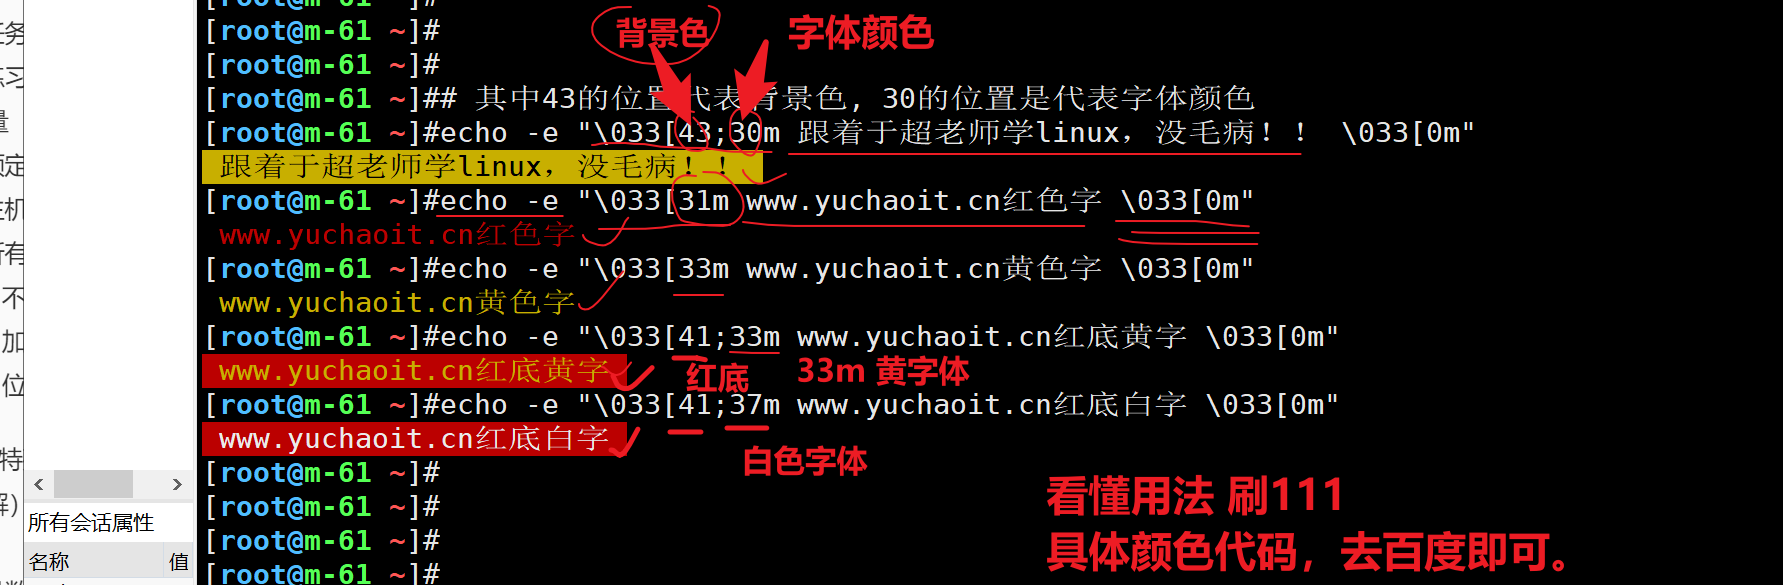 [root@m-61 ~]#
[root@m-61 ~]#
背景色 字体颜色
[root@m-61 ~]#
[root@m-61 ~]## 其中43的位置代表背景色, 30的位置是代表字体颜色
[root@m-61 ~]#echo -e "\033[43;30m 跟着于超老师学linux, 没毛病!! \033[0m"
跟着于超老师学linux, 没毛病!!
[root@m-61 ~]#echo -e "\033[31m www.yuchaoit.cn红色字 \033[0m"
www.yuchaoit.cn红色字
[root@m-61 ~]#echo -e "\033[33m www.yuchaoit.cn黄色字 \033[0m"
www.yuchaoit.cn黄色字
[root@m-61 ~]#echo -e "\033[41;33m www.yuchaoit.cn红底黄字 \033[0m"
www.yuchaoit.cn红底黄字
红底 33m 黄字体
[root@m-61 ~]#echo -e "\033[41;37m www.yuchaoit.cn红底白字 \033[0m"
www.yuchaoit.cn红底白字
白色字体
[root@m-61 ~]#
[root@m-61 ~]#
[root@m-61 ~]#
[root@m-61 ~]#
看懂用法 刷111
具体颜色代码，去百度即可。
量
不
加
位
特
所有会话属性
名称 值